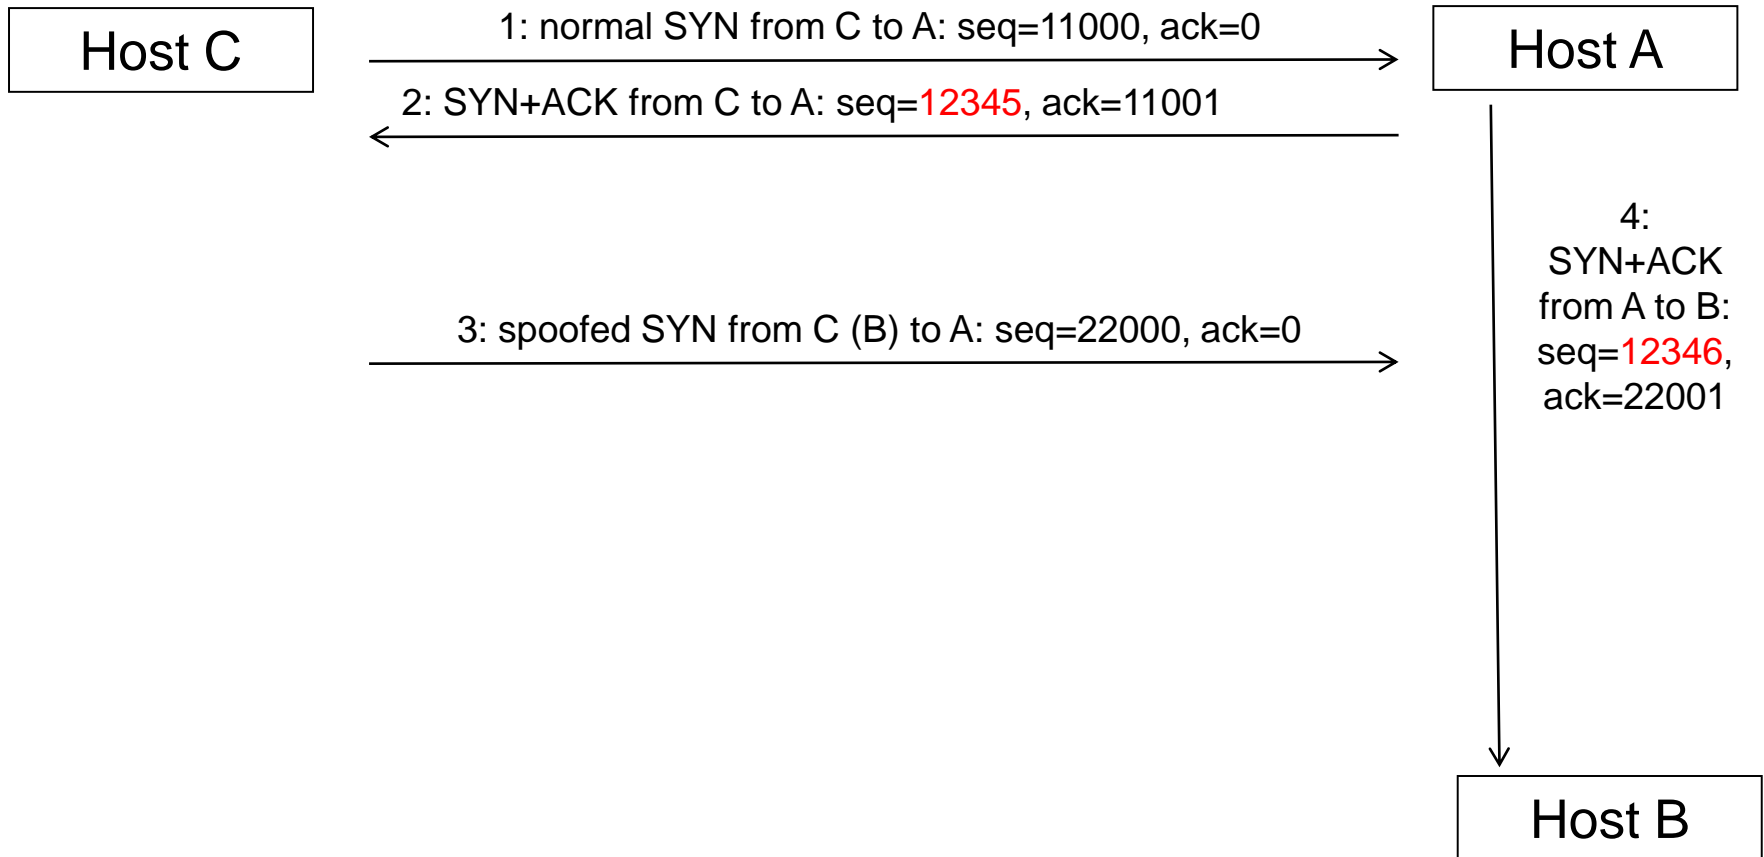 Host C
1: normal SYN from C to A: seq=11000, ack=0
Host A
2: SYN+ACK from C to A: seq=12345, ack=11001
4:
SYN+ACK
from A to B:
seq=12346,
ack=22001
3: spoofed SYN from C (B) to A: seq=22000, ack=0
Host B